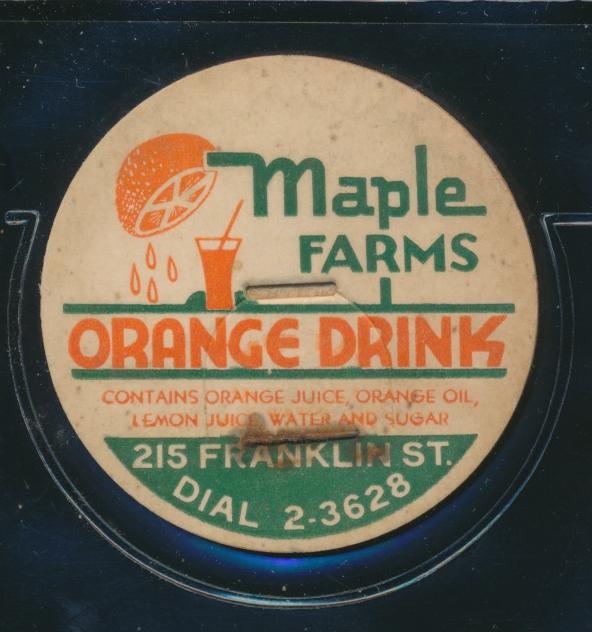 Maple
FARMS
ORANGE DRINK
CONTAINS ORANGE JUICE, ORANGE OIL,
LEMON JUICE, WATER AND SUGAR
215 FRANKLIN ST.
DIAL 2-3628